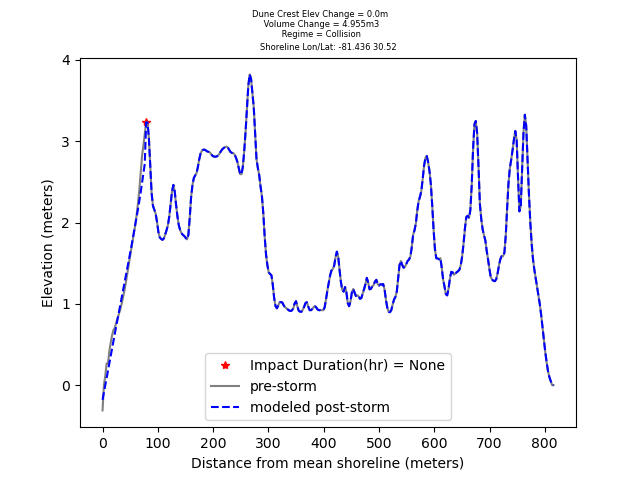 Dune Crest Elev Change = 0.0m
Volume Change = 4.955m3
Regime = Collision
Shoreline Lon/Lat: -81.436 30.52
4
3
2
1
0
Elevation (meters)
Impact Duration(hr) = None
pre-storm
modeled post-storm
0 100 200 300 400 500 600 700 800
Distance from mean shoreline (meters)